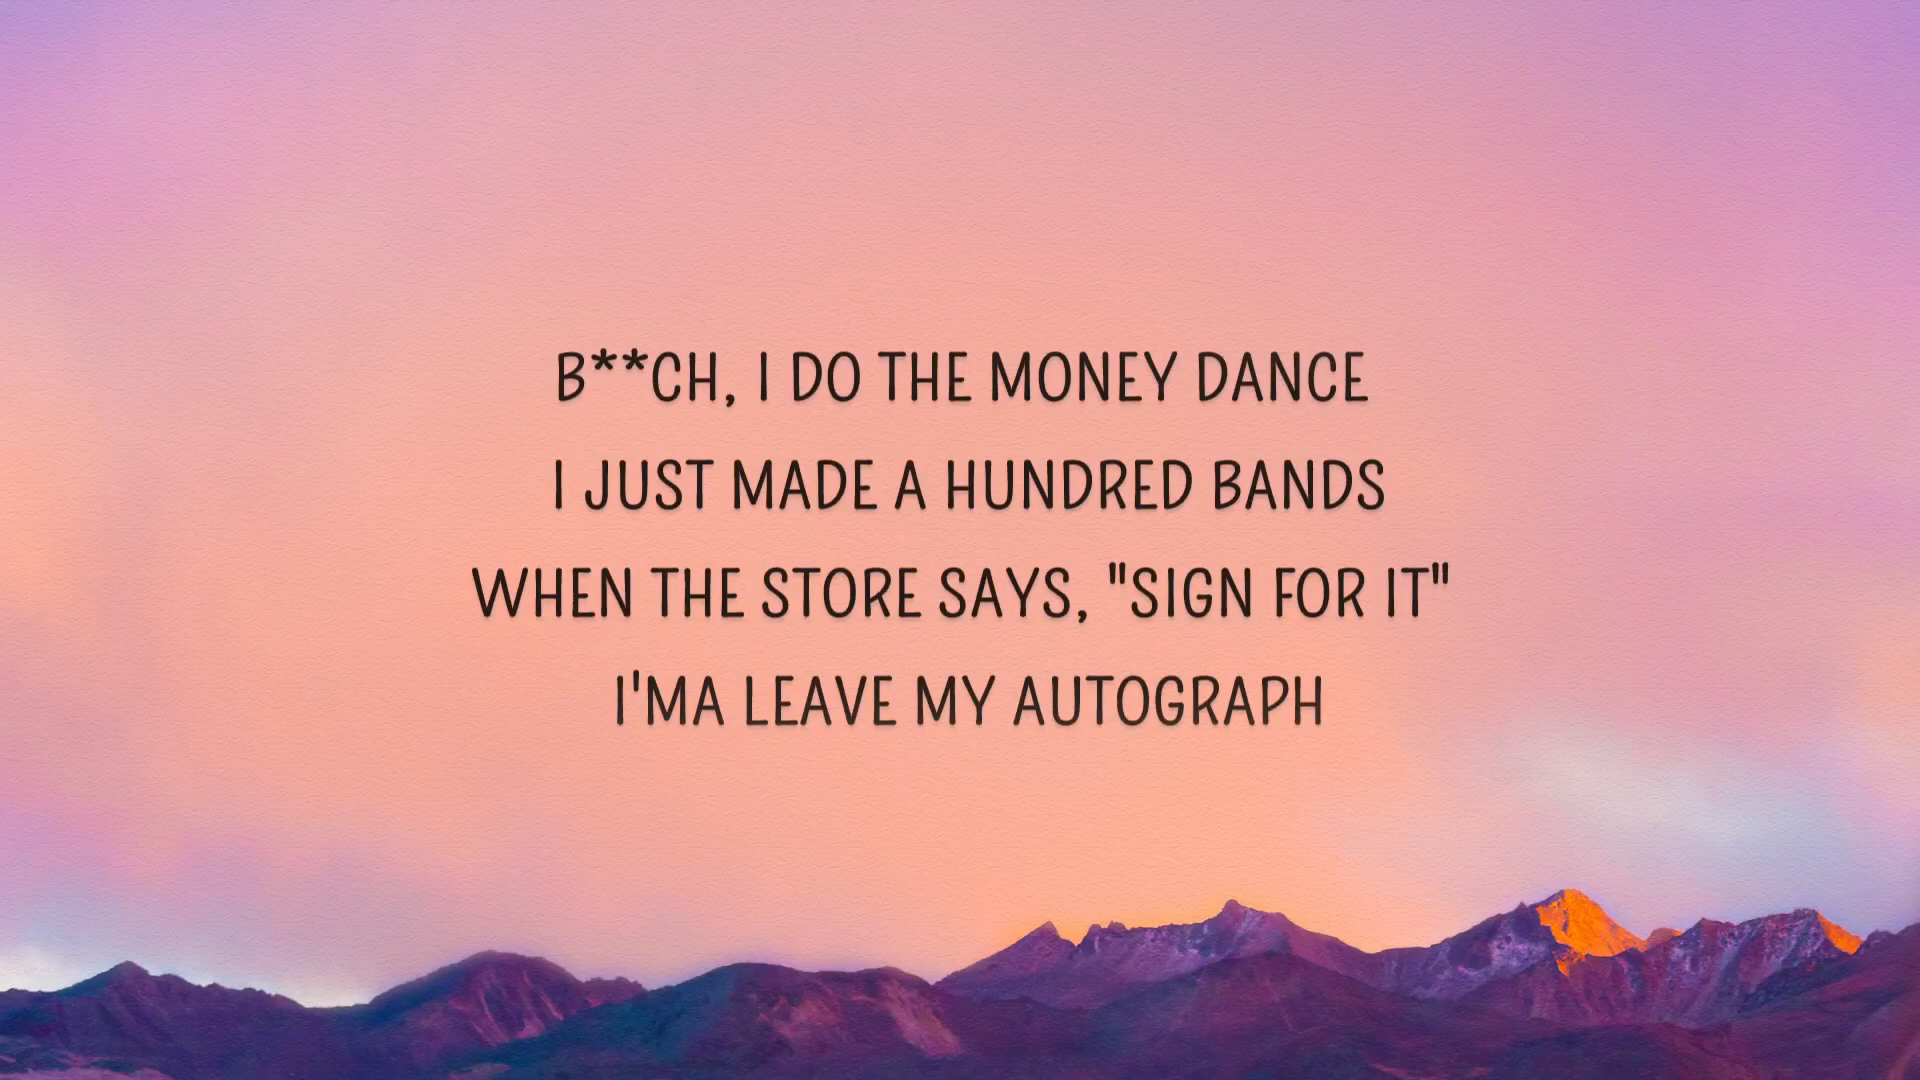 B**CH, I DO THE MONEY DANCE
I JUST MADE A HUNDRED BANDS
WHEN THE STORE SAYS, "SIGN FOR IT"
I'MA LEAVE MY AUTOGRAPH